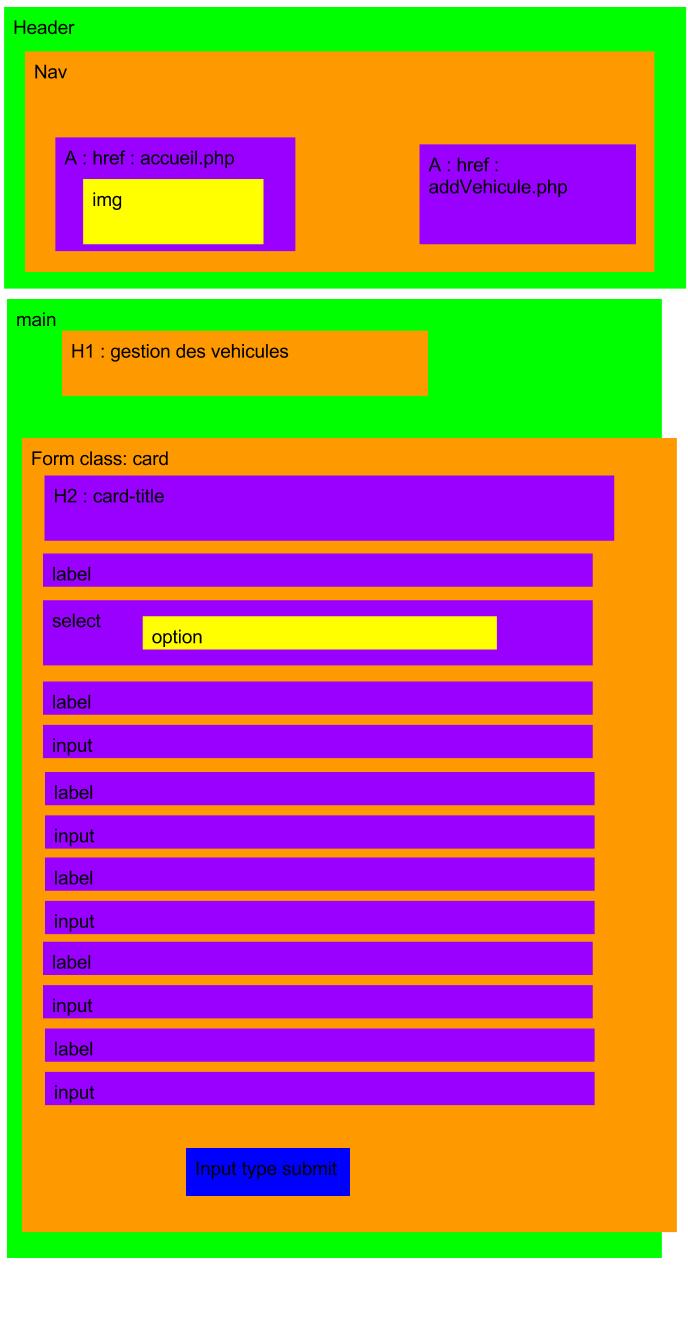 Header
Nav
A : href : accueil.php
img
A : href :
addVehicule.php
main
H1 : gestion des vehicules
Form class: card
H2 : card-title
label
select
option
label
input
label
input
label
input
label
input
label
input
Input type submit